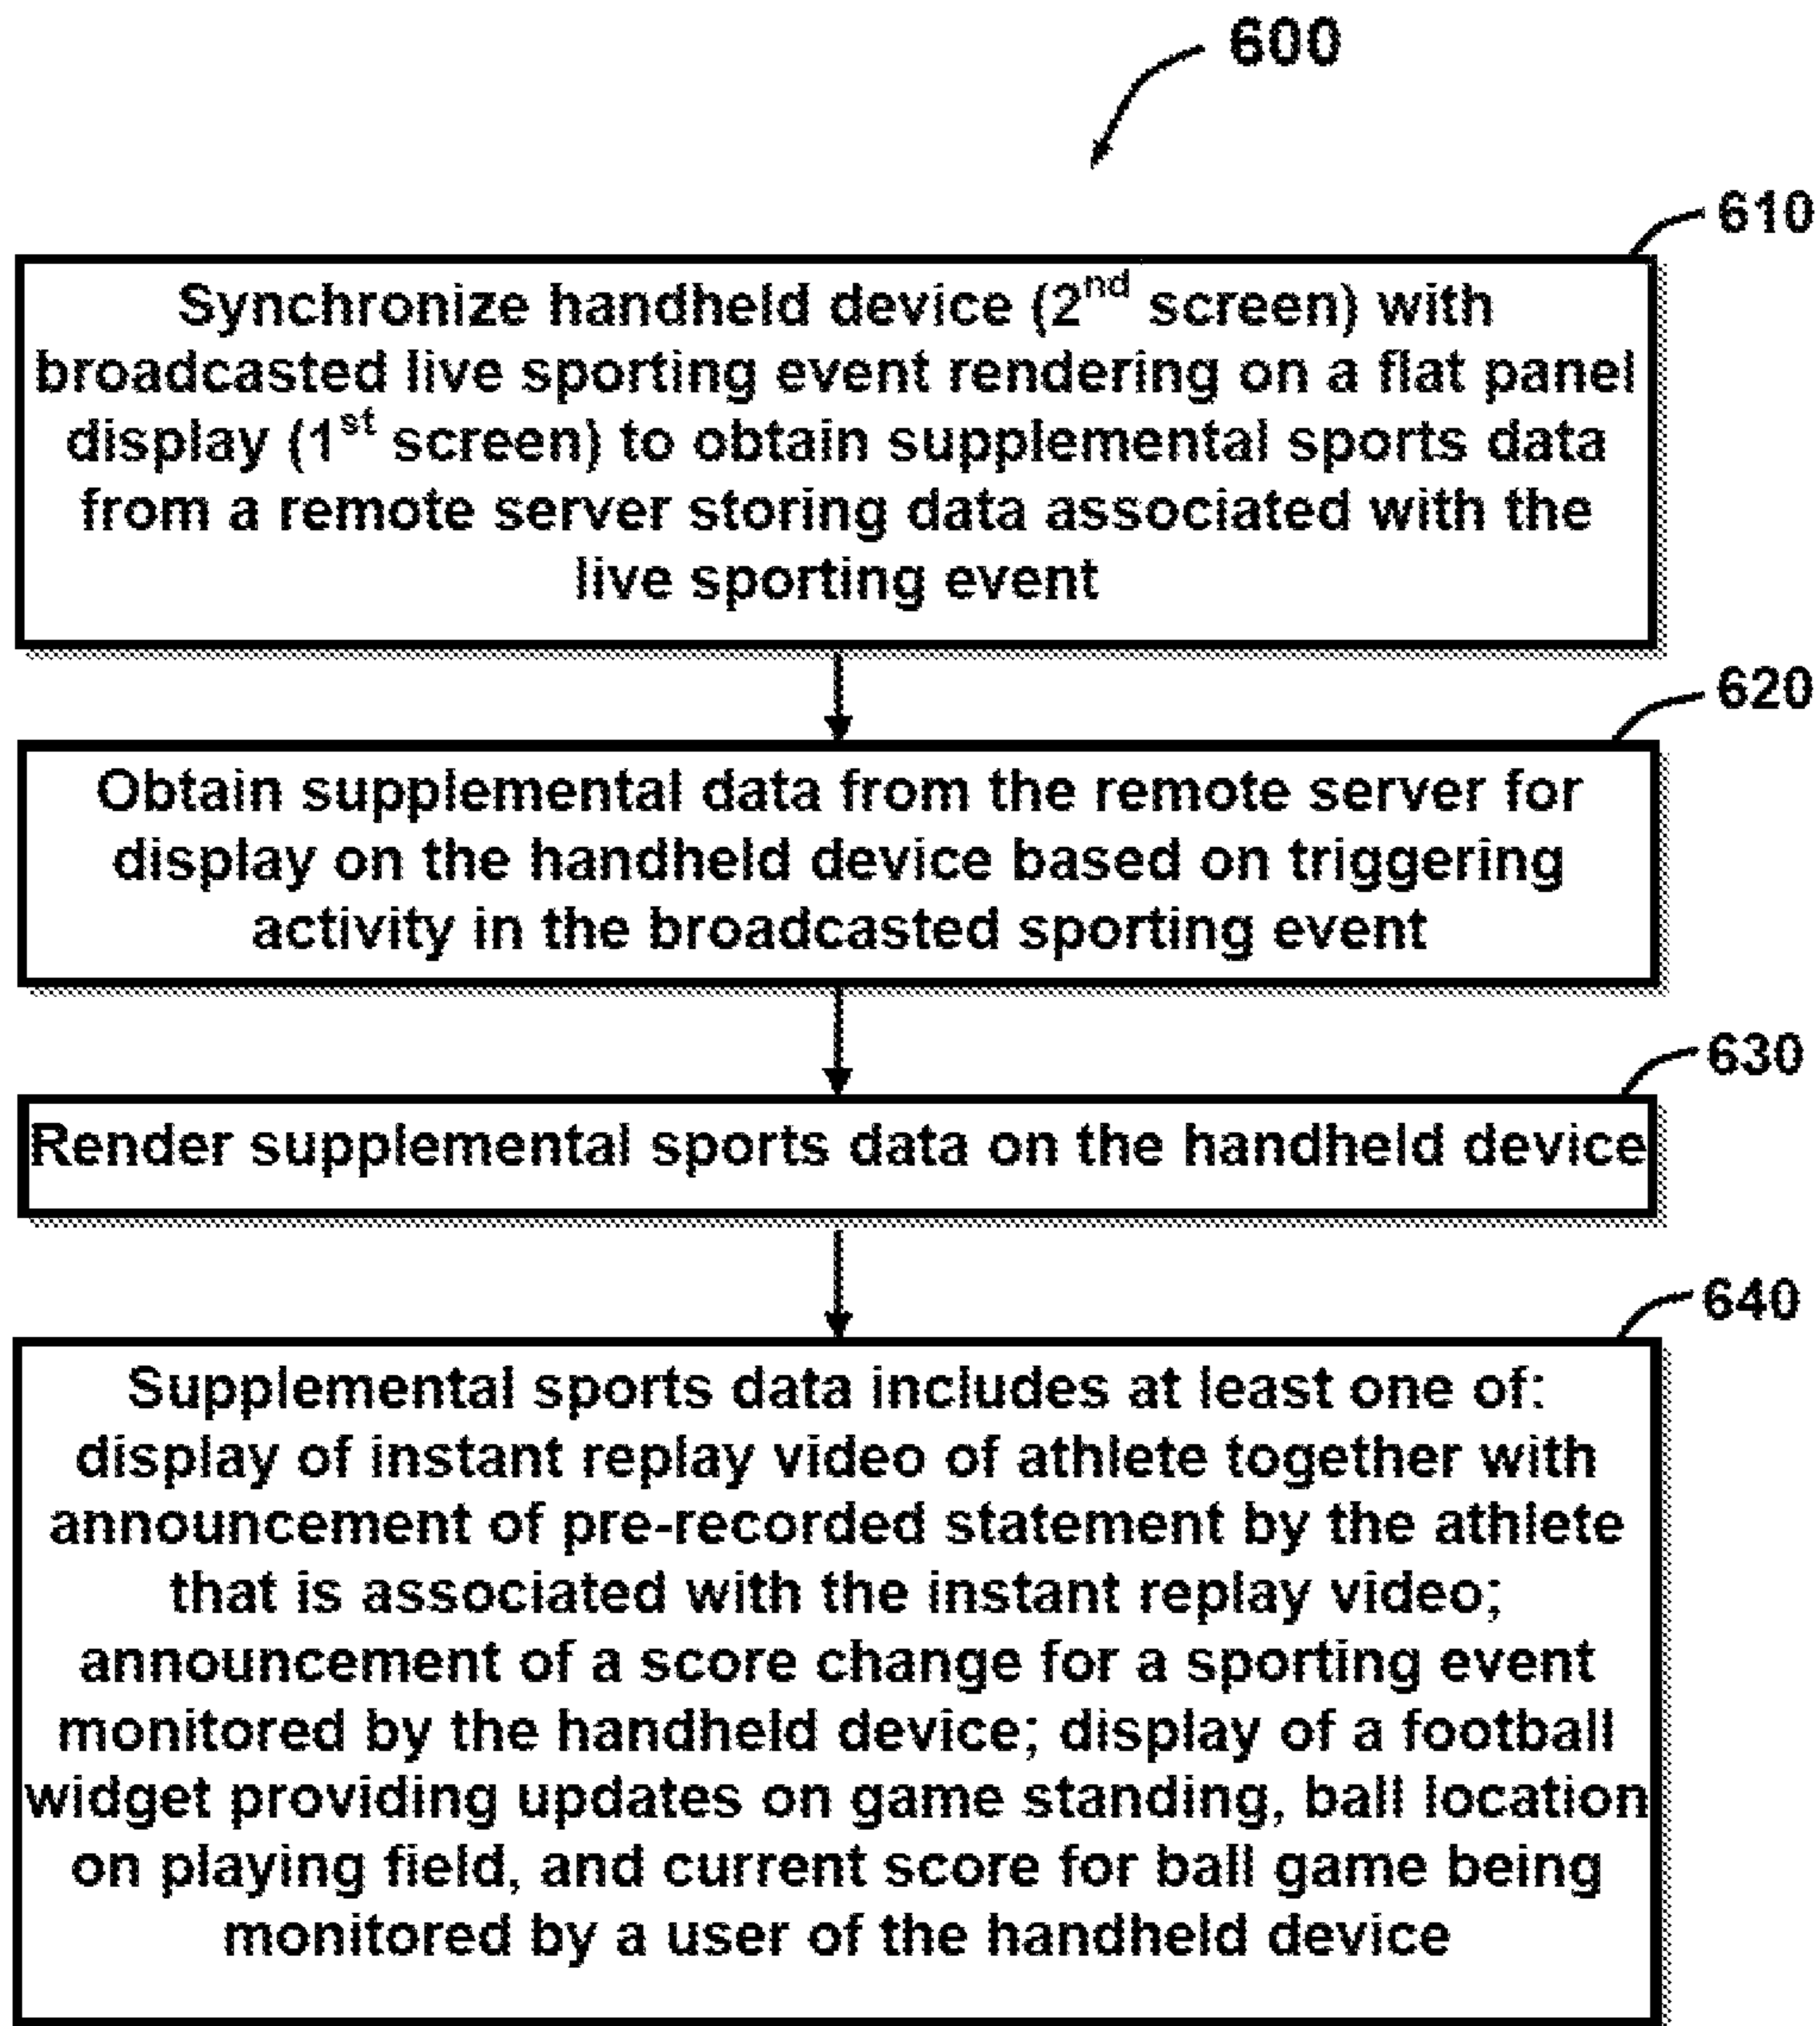 600
610
Synchronize handheld device (2nd screen) with
broadcasted live sporting event rendering on a flat panel
display (1st screen) to obtain supplemental sports data
from a remote server storing data associated with the
live sporting event
620
Obtain supplemental data from the remote server for
display on the handheld device based on triggering
activity in the broadcasted sporting event
630
Render supplemental sports data on the handheld device
640
Supplemental sports data includes at least one of:
display of instant replay video of athlete together with
announcement of pre-recorded statement by the athlete
that is associated with the instant replay video;
announcement of a score change for a sporting event
monitored by the handheld device; display of a football
widget providing updates on game standing, ball location
on playing field, and current score for ball game being
monitored by a user of the handheld device